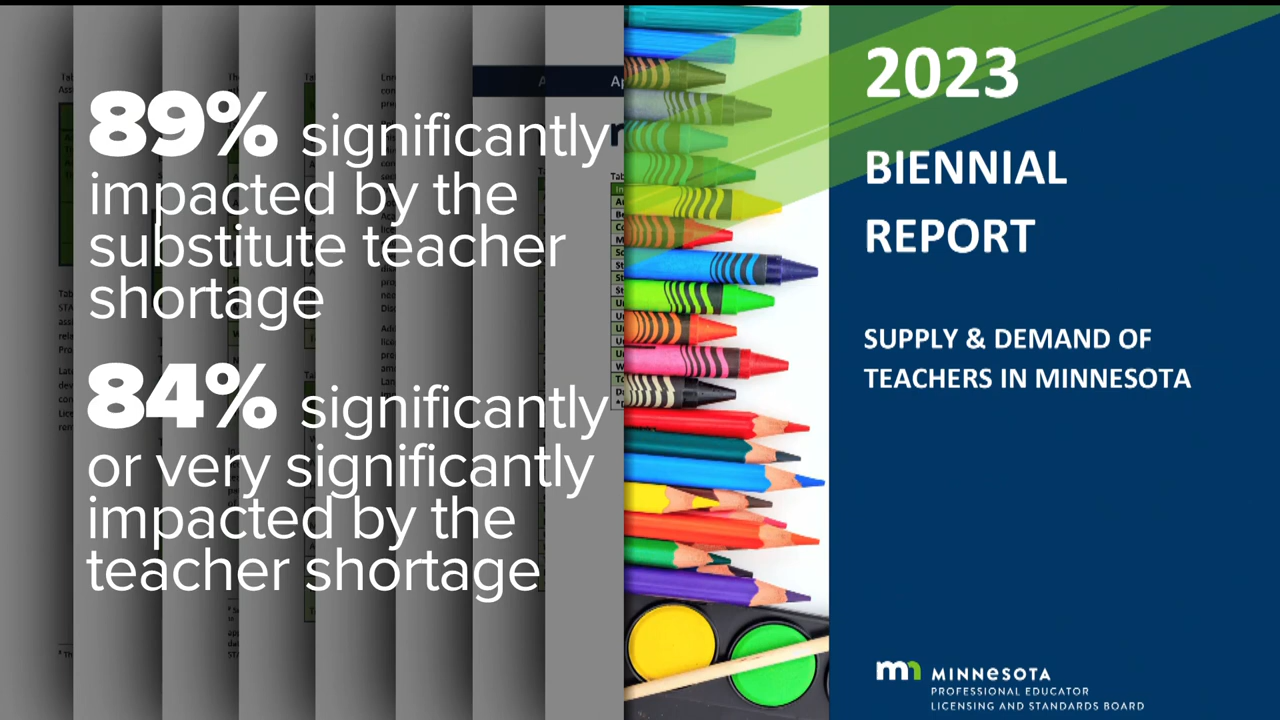 89% significantly
impacted by the
substitute teacher
shortage
84% significantly
or very significantly
impacted by the
teacher shortage
2023
BIENNIAL
REPORT
SUPPLY & DEMAND OF
TEACHERS IN MINNESOTA
mn MINNESOTA
PROFESSIONAL EDUCATOR
LICENSING AND STANDARDS BOARD